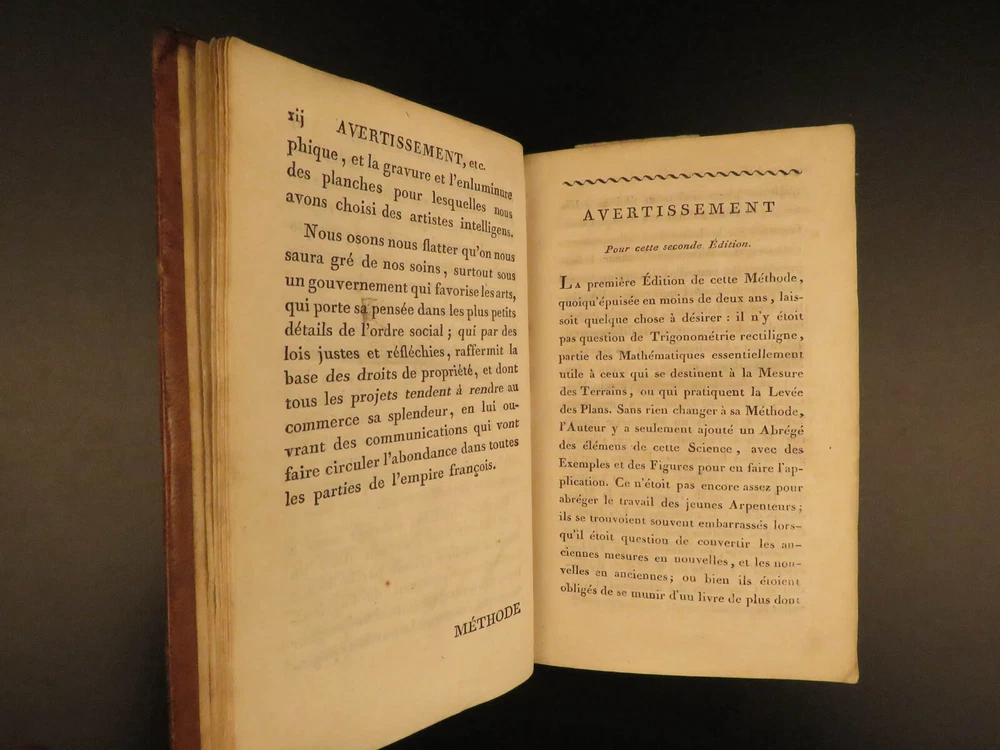 xij AVERTISSEMENT, etc.
phique, et la gravure et l'enluminure
des planches pour lesquelles nous
avons choisi des artistes intelligens.
Nous osons nous flatter qu'on nous
saura gré de nos soins, surtout sous
un gouvernement qui favorise les arts,
qui porte sa pensée dans les plus petits
détails de l'ordre social ; qui par des
lois justes et réfléchies, raffermit la
base des droits de propriété, et dont
tous les projets tendent à rendre au
commerce sa splendeur, en lui ou-
vrant des communications qui vont
faire circuler l'abondance dans toutes
les parties de l'empire françois.
MÉTHODE
AVERTISSEMENT
Pour cette seconde Édition.
LA première Édition de cette Méthode,
quoiqu'épuisée en moins de deux ans, lais-
soit quelque chose à désirer : il n'y étoit
pas question de Trigonométrie rectiligne,
partie des Mathématiques essentiellement
utile à ceux qui se destinent à la Mesure
des Terrains, ou qui pratiquent la Levée
des Plans. Sans rien changer à sa Méthode,
l'Auteur y a seulement ajouté un Abrégé
des élémens de cette Science, avec des
Exemples et des Figures pour en faire l'ap-
plication. Ce n'étoit pas encore assez pour
abréger le travail des jeunes Arpenteurs ;
ils se trouvoient souvent embarrassés lors-
qu'il étoit question de convertir les an-
ciennes mesures en nouvelles, et les nou-
velles en anciennes ; ou bien ils étoient
obligés de se munir d'un livre de plus dont